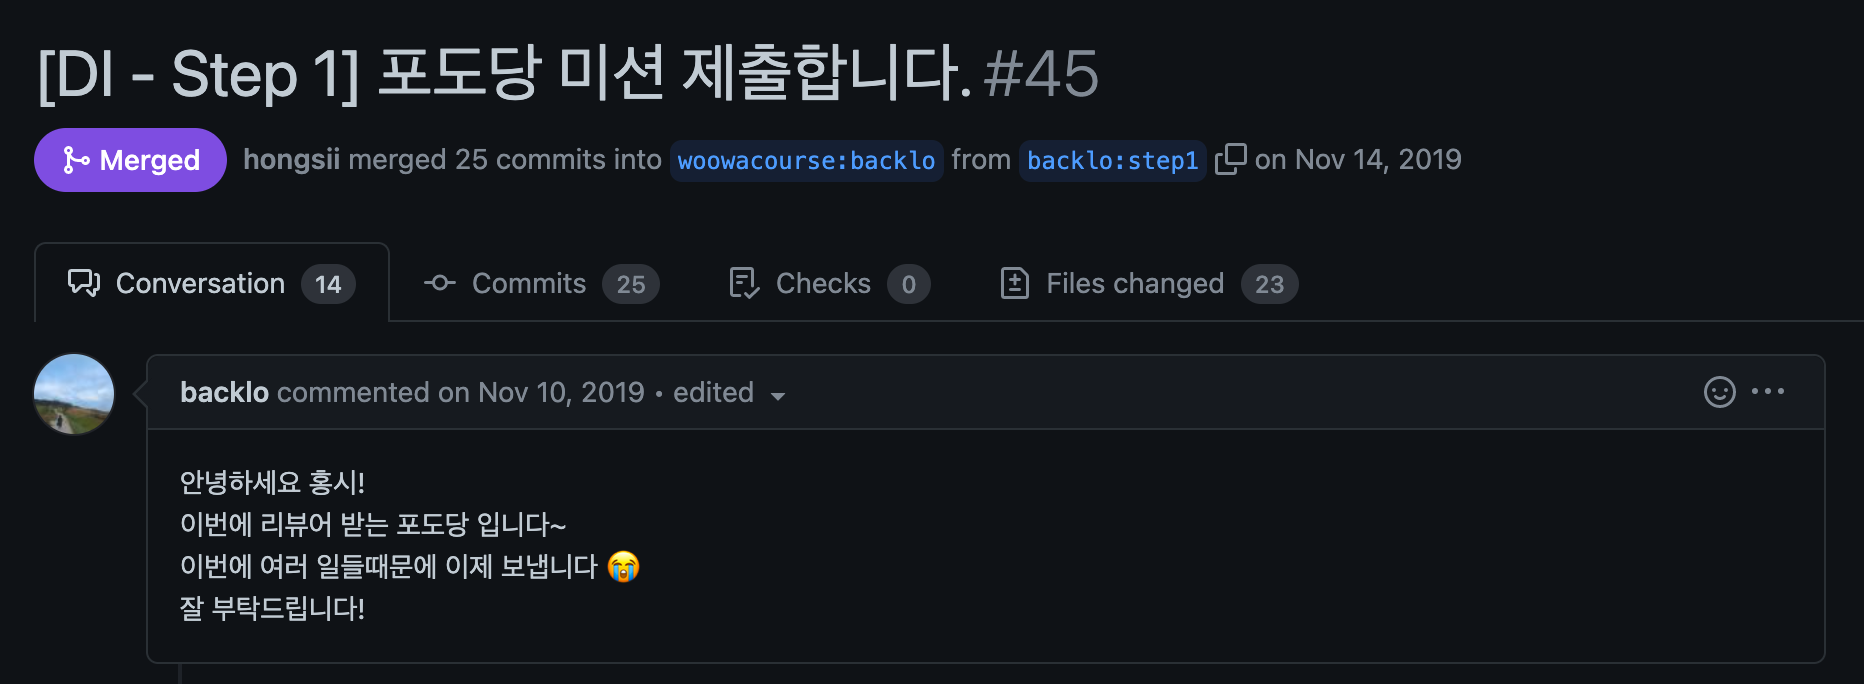 [DI - Step 1] 포도당 미션 제출합니다. #45
Merged hongsii merged 25 commits into woowacourse:backlo from backlo:step1 on Nov 14, 2019
Conversation 14 Commits 25 Checks 0 Files changed 23
backlo commented on Nov 10, 2019 • edited
안녕하세요 홍시!
이번에 리뷰어 받는 포도당 입니다~
이번에 여러 일들때문에 이제 보냅니다 😭
잘 부탁드립니다!